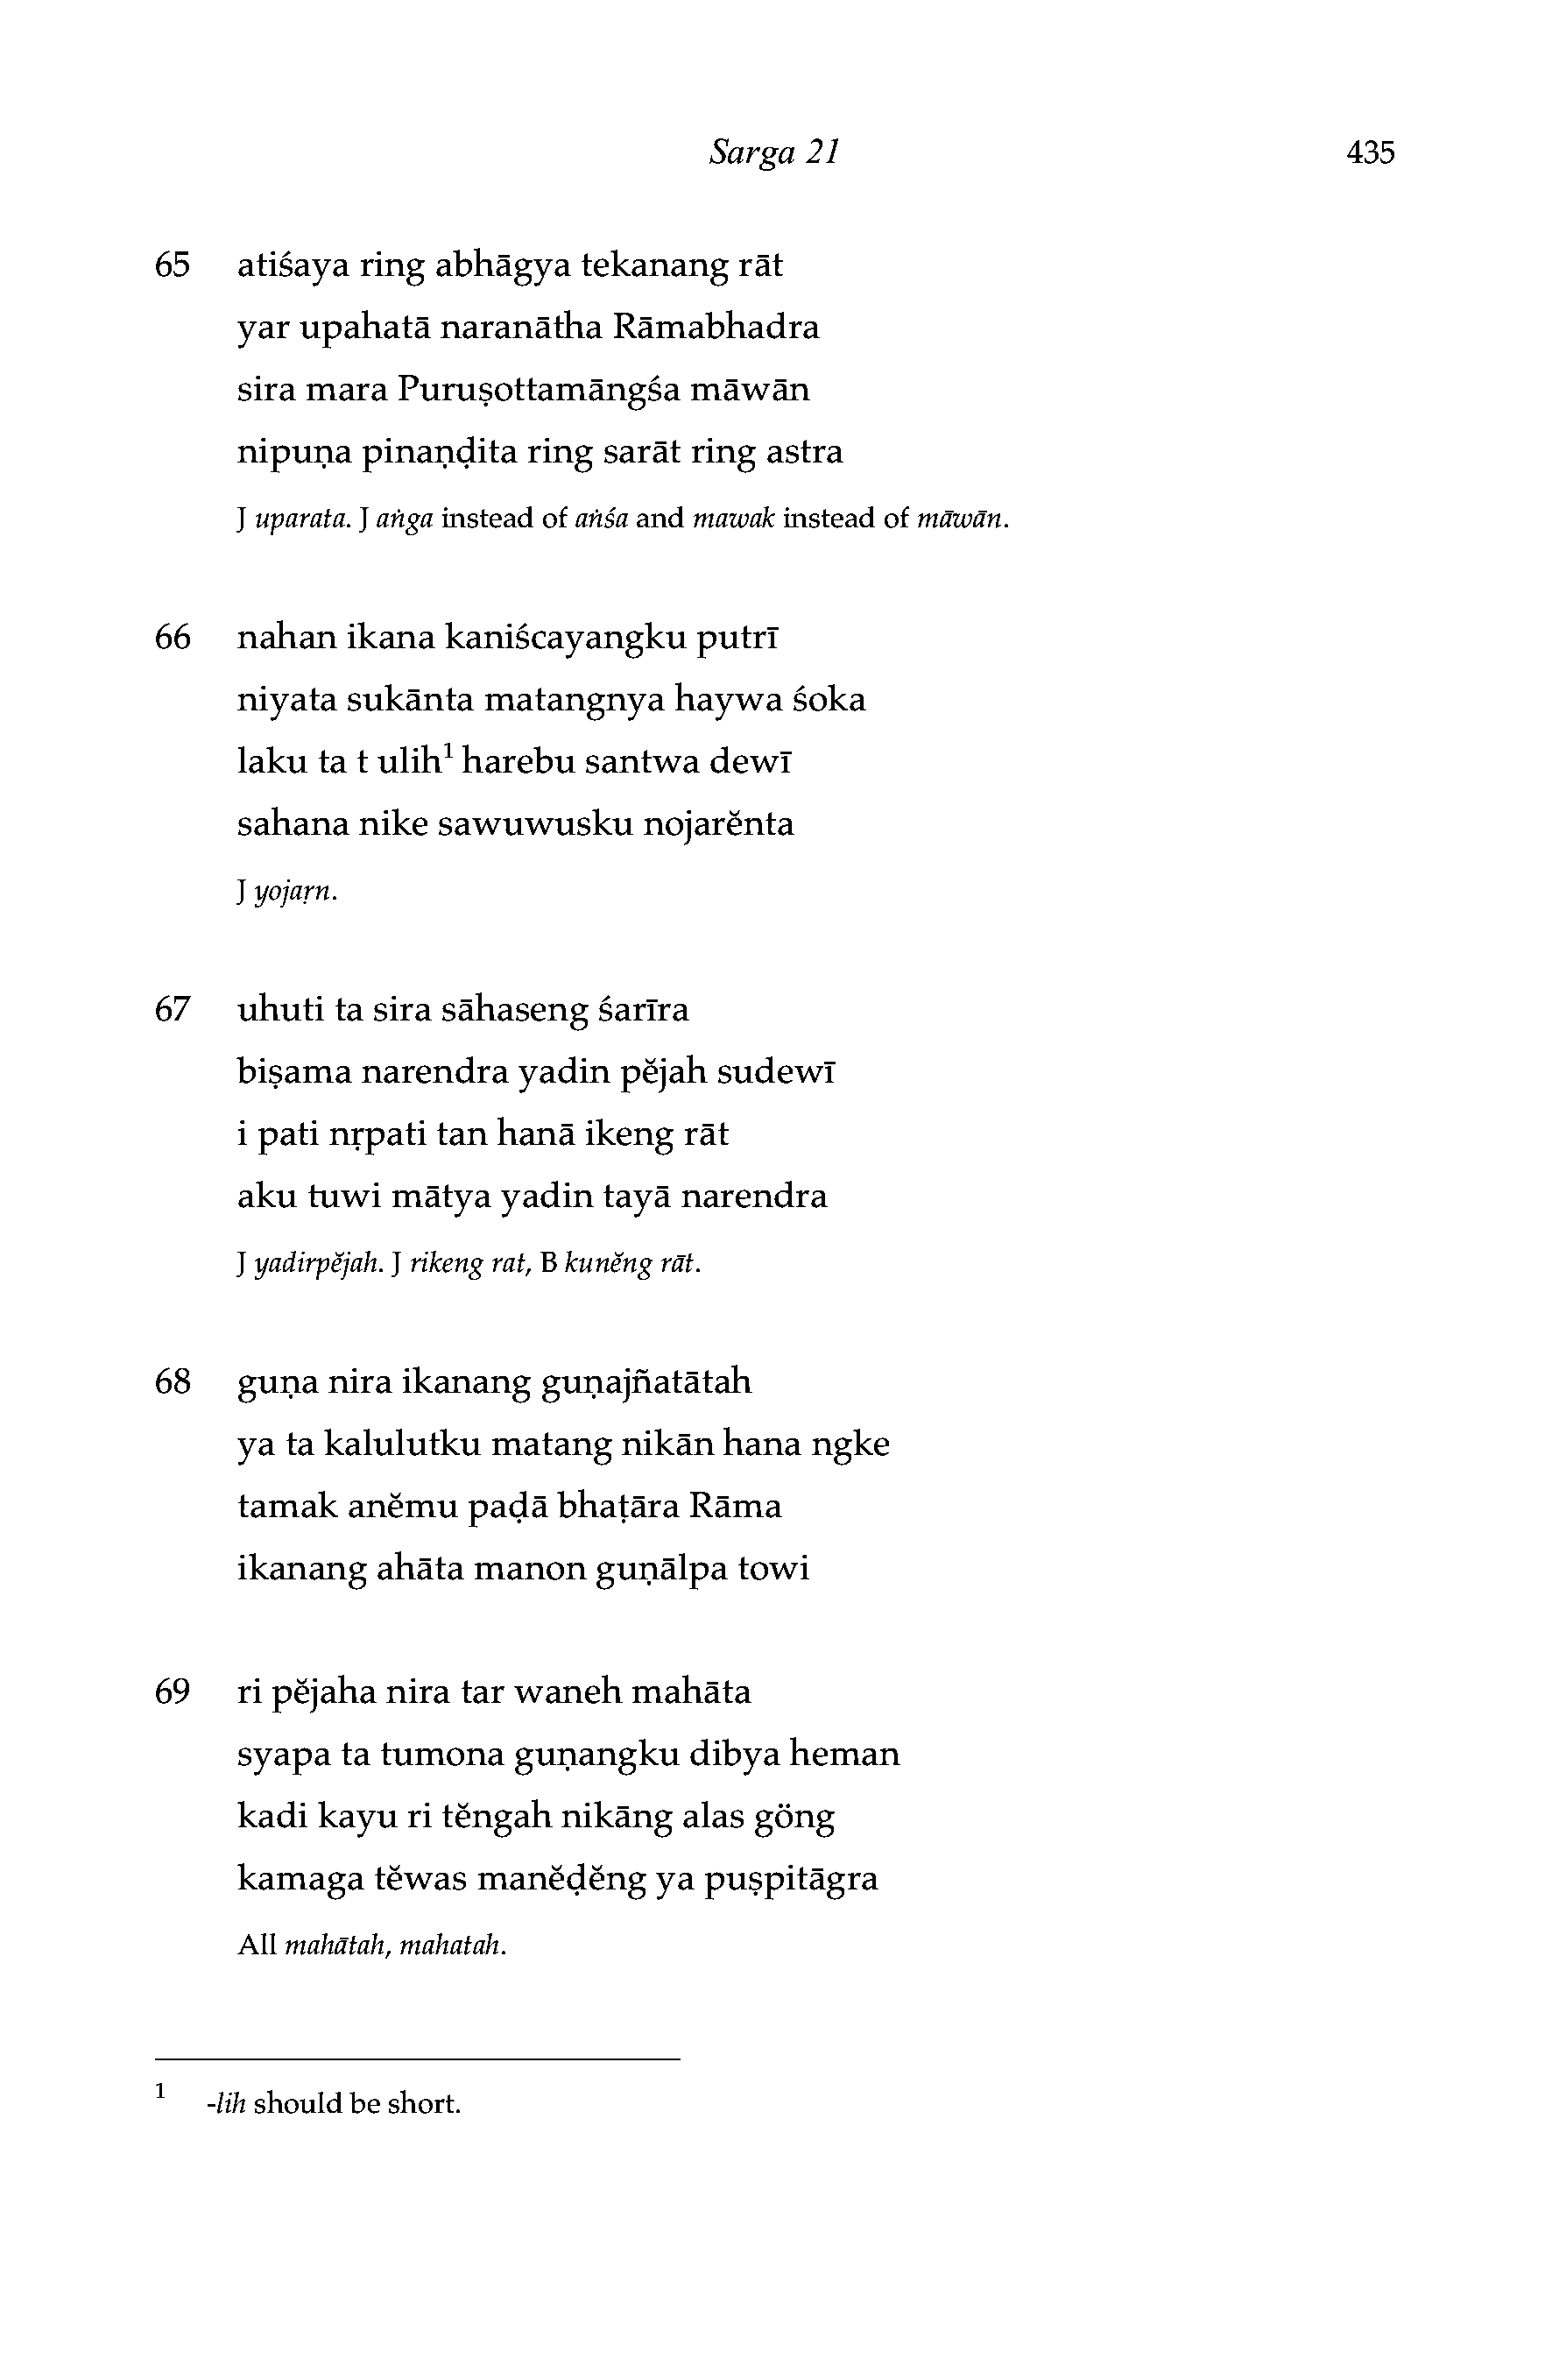 Sarga 21 435
65 atiśaya ring abhāgya tekanang rāt
yar upahatā naranātha Rāmabhadra
sira mara Puruṣottamāngśa māwān
nipuṇa pinaṇḍita ring sarāt ring astra
J uparata. J aṅga instead of aṅśa and mawak instead of māwān.
66 nahan ikana kaniścayangku putrī
niyata sukānta matangnya haywa śoka
laku ta t ulih¹ harebu santwa dewī
sahana nike sawuwusku nojarĕnta
J yojaṛn.
67 uhuti ta sira sāhaseng śarīra
biṣama narendra yadin pĕjah sudewī
i pati nṛpati tan hanā ikeng rāt
aku tuwi mātya yadin tayā narendra
J yadirpĕjah. J rikeng rat, B kunĕng rāt.
68 guṇa nira ikanang guṇajñatātah
ya ta kalulutku matang nikān hana ngke
tamak anĕmu paḍā bhaṭāra Rāma
ikanang ahāta manon guṇālpa towi
69 ri pĕjaha nira tar waneh mahāta
syapa ta tumona guṇangku dibya heman
kadi kayu ri tĕngah nikāng alas göng
kamaga tĕwas manĕḍĕng ya puṣpitāgra
All mahātah, mahatah.
1 -lih should be short.